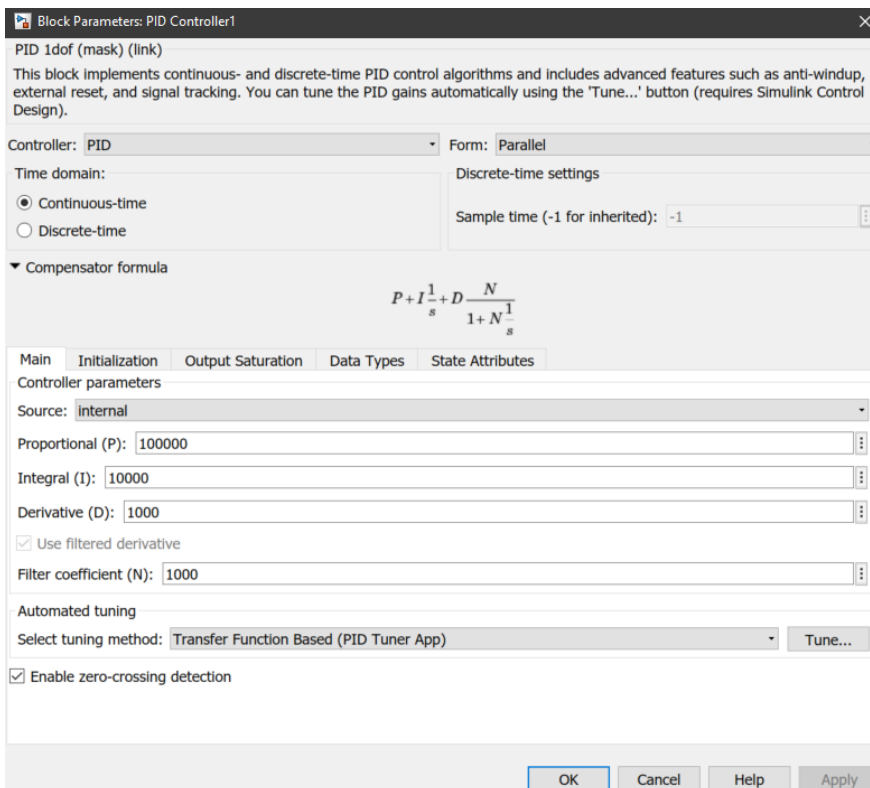 Block Parameters: PID Controller1
PID 1dof (mask) (link)
This block implements continuous- and discrete-time PID control algorithms and includes advanced features such as anti-windup,
external reset, and signal tracking. You can tune the PID gains automatically using the 'Tune...' button (requires Simulink Control
Design).
Controller: PID Form: Parallel
Time domain: Discrete-time settings
Continuous-time
Sample time (-1 for inherited): -1
Discrete-time
Compensator formula
P+I\frac{1}{s}+D\frac{N}{1+N\frac{1}{s}}
Main Initialization Output Saturation Data Types State Attributes
Controller parameters
Source: internal
Proportional (P): 100000
Integral (I): 10000
Derivative (D): 1000
Use filtered derivative
Filter coefficient (N): 1000
Automated tuning
Select tuning method: Transfer Function Based (PID Tuner App) Tune...
Enable zero-crossing detection
OK Cancel Help Apply